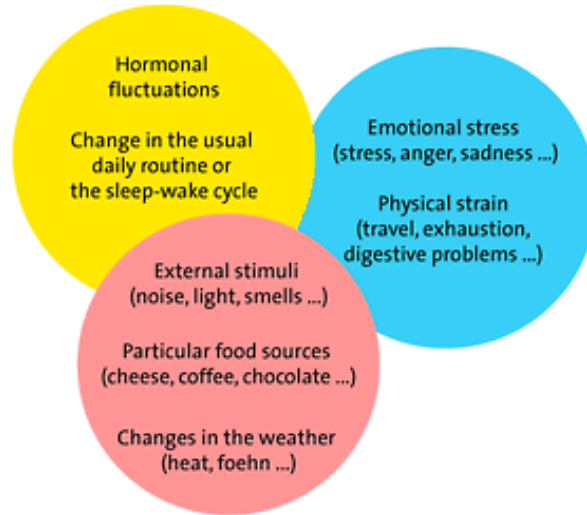 Hormonal
fluctuations
Change in the usual
daily routine or
the sleep-wake cycle
Emotional stress
(stress, anger, sadness ...)
Physical strain
(travel, exhaustion,
digestive problems ...)
External stimuli
(noise, light, smells ...)
Particular food sources
(cheese, coffee, chocolate ...)
Changes in the weather
(heat, foehn ...)